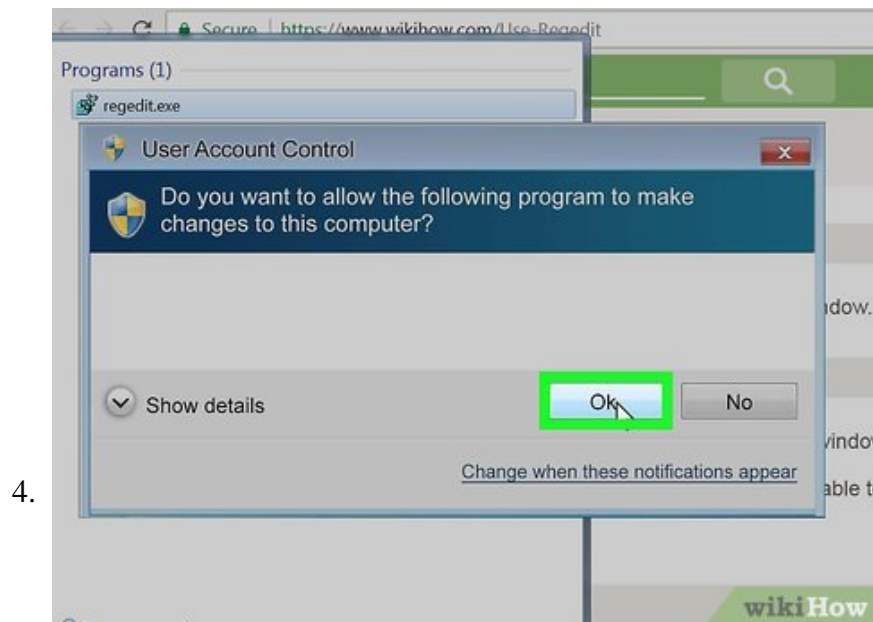 Secure https://www.wikihow.com/Use-Regedit
Programs (1)
regedit.exe
User Account Control
Do you want to allow the following program to make
changes to this computer?
Show details
Ok
No
Change when these notifications appear
4.
wikiHow